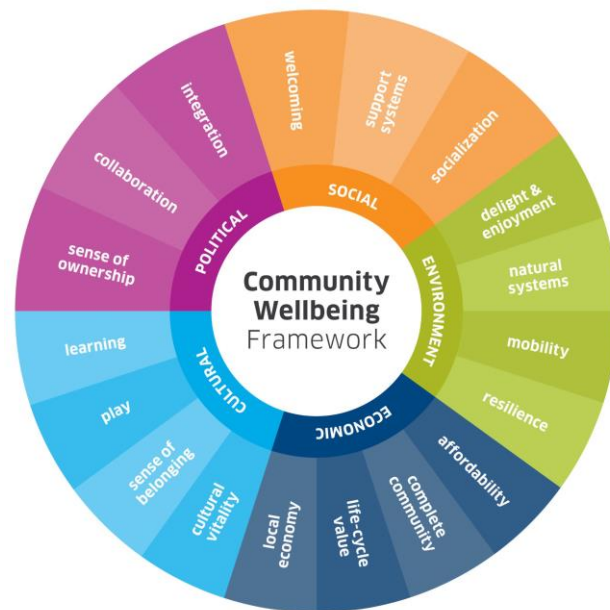 Community
Wellbeing
Framework
SOCIAL
welcoming
support
systems
socialization
ENVIRONMENT
delight &
enjoyment
natural
systems
mobility
resilience
ECONOMIC
affordability
complete
community
life-cycle
value
local
economy
CULTURAL
cultural
vitality
sense of
belonging
play
learning
POLITICAL
sense of
ownership
collaboration
integration